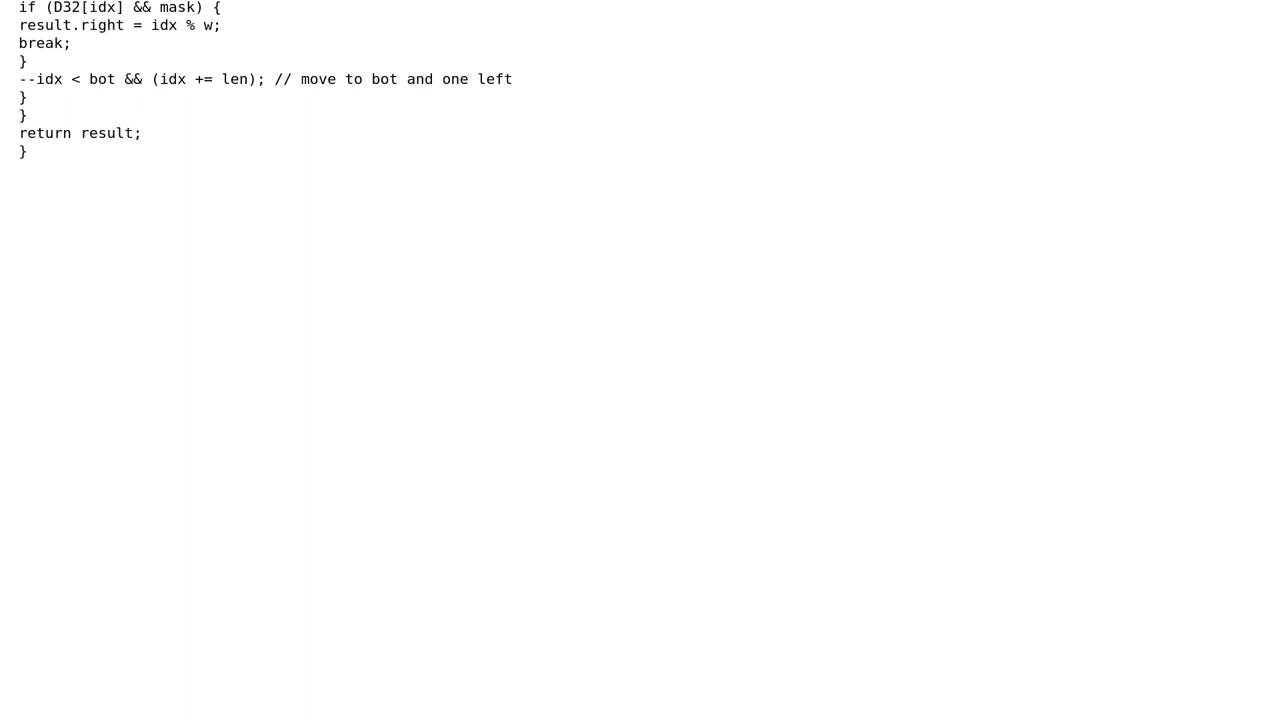 if (D32[idx] && mask) {
result.right = idx % w;
break;
}
--idx < bot && (idx += len); // move to bot and one left
}
}
return result;
}